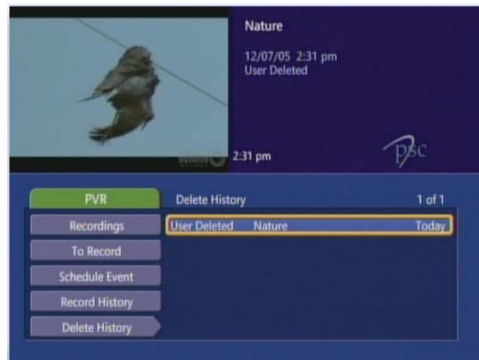 Nature
12/07/05 2:31 pm
User Deleted
2:31 pm
psc
PVR
Delete History 1 of 1
Recordings
User Deleted Nature Today
To Record
Schedule Event
Record History
Delete History